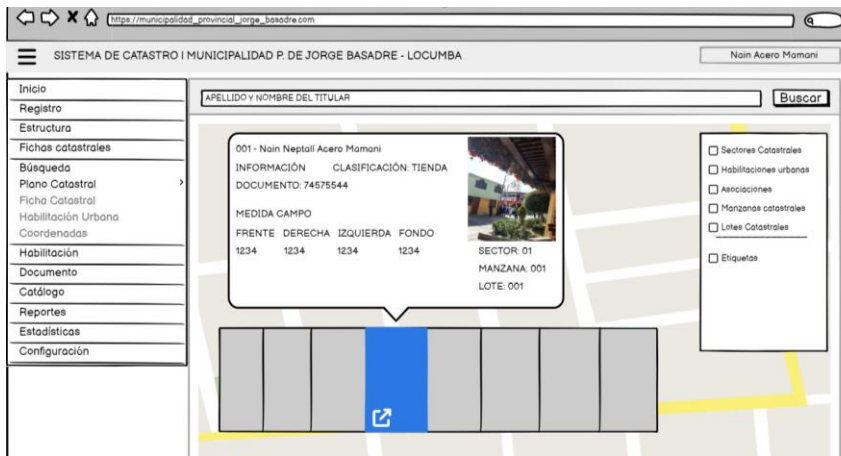 https://municipalidad_provincial_jorge_basadre.com
SISTEMA DE CATASTRO I MUNICIPALIDAD P. DE JORGE BASADRE - LOCUMBA
Nain Acero Mamani
Inicio
Registro
Estructura
Fichas catastrales
Búsqueda
Plano Catastral >
Ficha Catastral
Habilitación Urbana
Coordenadas
Habilitación
Documento
Catálogo
Reportes
Estadísticas
Configuración
APELLIDO Y NOMBRE DEL TITULAR
Buscar
001 - Nain Neptalí Acero Mamani
INFORMACIÓN CLASIFICACIÓN: TIENDA
DOCUMENTO: 74575544
MEDIDA CAMPO
FRENTE DERECHA IZQUIERDA FONDO
1234 1234 1234 1234
SECTOR: 01
MANZANA: 001
LOTE: 001
Sectores Catastrales
Habilitaciones urbanas
Asociaciones
Manzanas catastrales
Lotes Catastrales
Etiquetas